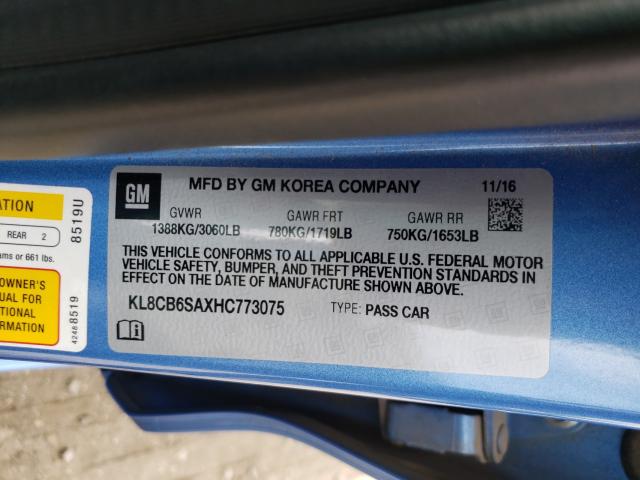 GM
MFD BY GM KOREA COMPANY 11/16
GVWR GAWR FRT GAWR RR
1388KG/3060LB 780KG/1719LB 750KG/1653LB
THIS VEHICLE CONFORMS TO ALL APPLICABLE U.S. FEDERAL MOTOR
VEHICLE SAFETY, BUMPER, AND THEFT PREVENTION STANDARDS IN
EFFECT ON THE DATE OF MANUFACTURE SHOWN ABOVE.
KL8CB6SAXHC773075 TYPE: PASS CAR
ATION
REAR 2
ams or 661 lbs.
OWNER'S
UAL FOR
TIONAL
FORMATION
8519U
42488519